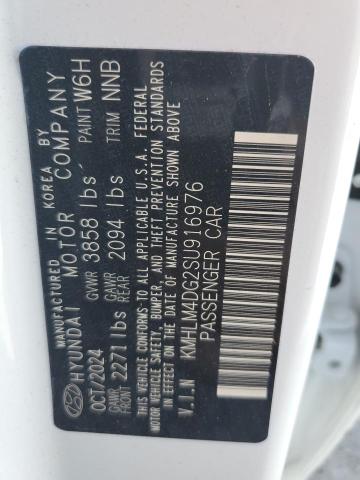 MANUFACTURED IN KOREA BY
HYUNDAI MOTOR COMPANY
OCT/2024 GVWR 3858 lbs PAINT W6H
GAWR FRONT 2271 lbs GAWR REAR 2094 lbs TRIM NNB
THIS VEHICLE CONFORMS TO ALL APPLICABLE U.S.A. FEDERAL
MOTOR VEHICLE SAFETY, BUMPER, AND THEFT PREVENTION STANDARDS
IN EFFECT ON THE DATE OF MANUFACTURE SHOWN ABOVE
V.I.N KMHLM4DG2SU916976
PASSENGER CAR